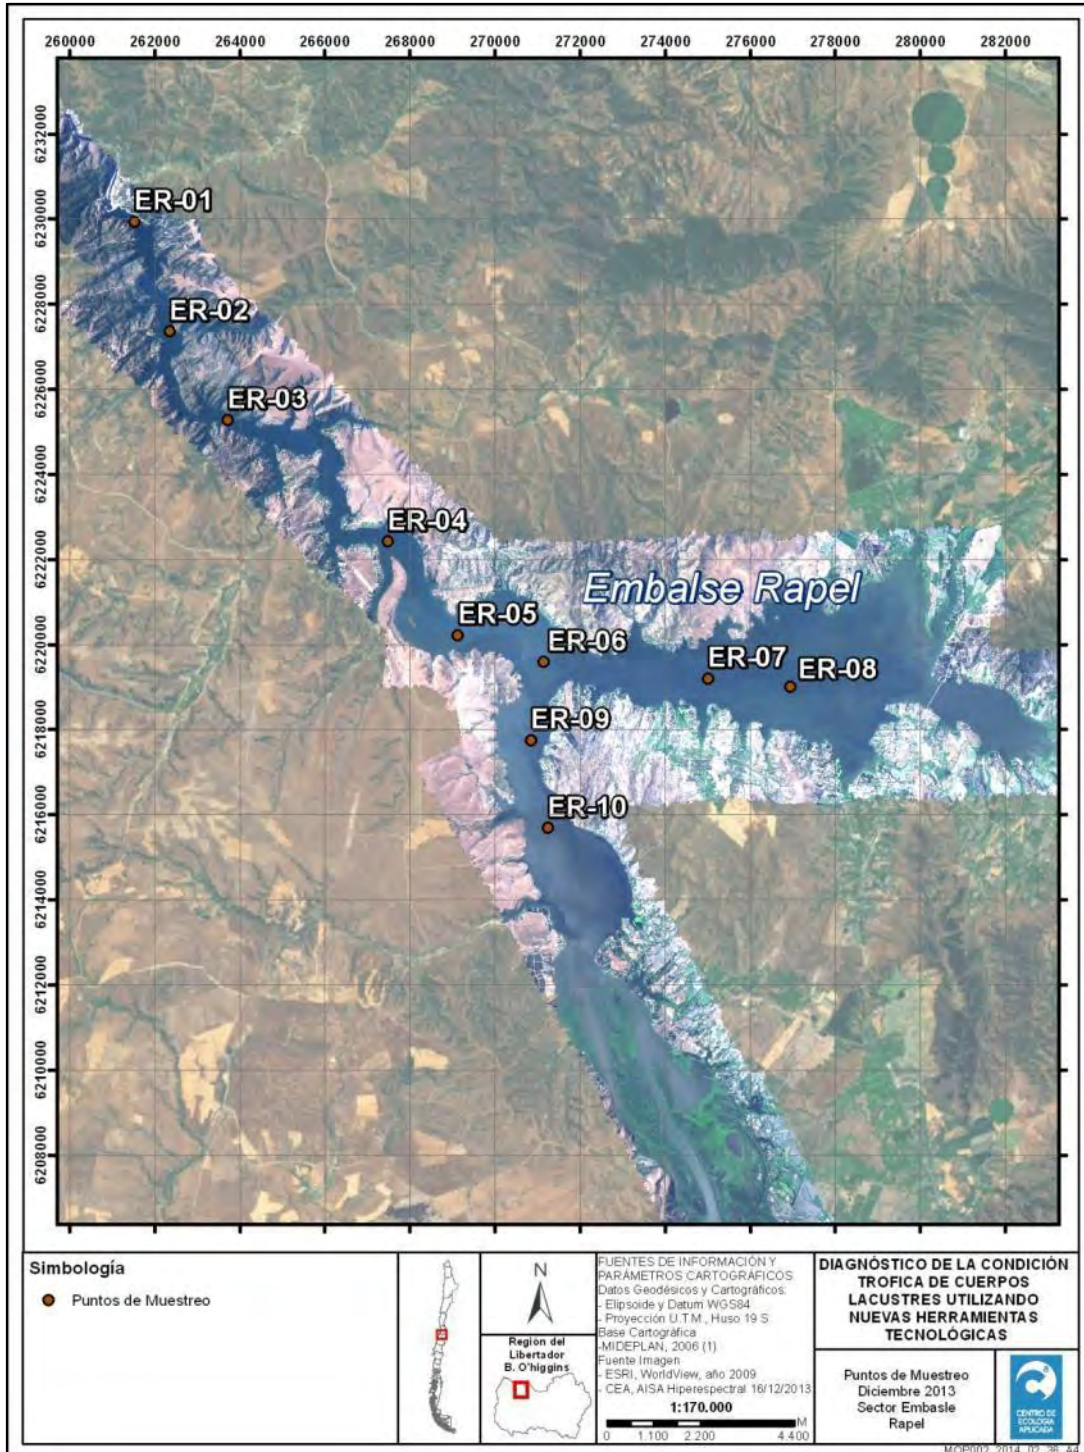 260000 262000 264000 266000 268000 270000 272000 274000 276000 278000 280000 282000
6232000
6230000
6228000
6226000
6224000
6222000
6220000
6218000
6216000
6214000
6212000
6210000
6208000
ER-01
ER-02
ER-03
ER-04
Embalse Rapel
ER-05
ER-06
ER-07
ER-08
ER-09
ER-10
Simbología
Puntos de Muestreo
N
Región del
Libertador
B. O'higgins
FUENTES DE INFORMACIÓN Y
PARÁMETROS CARTOGRÁFICOS
Datos Geodésicos y Cartográficos:
- Elipsoide y Datum WGS84
- Proyección U.T.M., Huso 19 S
Base Cartográfica
-MIDEPLAN, 2006 (1)
Fuente Imagen
- ESRI, WorldView, año 2009
- CEA, AISA Hiperespectral 16/12/2013
1:170.000
M
0 1.100 2.200 4.400
DIAGNÓSTICO DE LA CONDICIÓN
TROFICA DE CUERPOS
LACUSTRES UTILIZANDO
NUEVAS HERRAMIENTAS
TECNOLÓGICAS
Puntos de Muestreo
Diciembre 2013
Sector Embasle
Rapel
CENTRO DE
ECOLOGIA
APLICADA